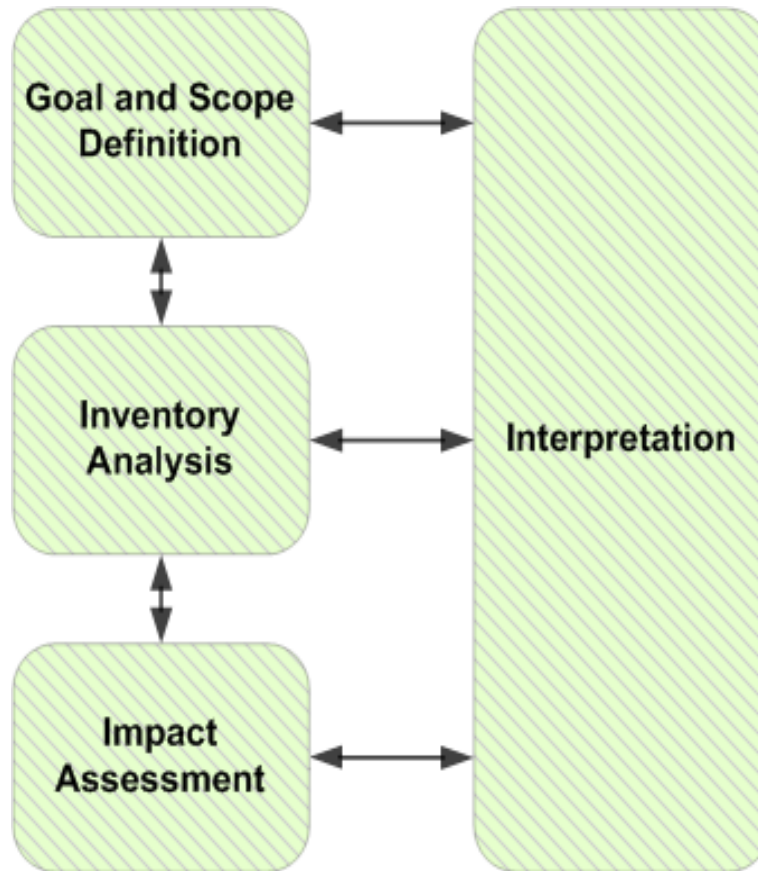 Goal and Scope
Definition
Inventory
Analysis
Interpretation
Impact
Assessment